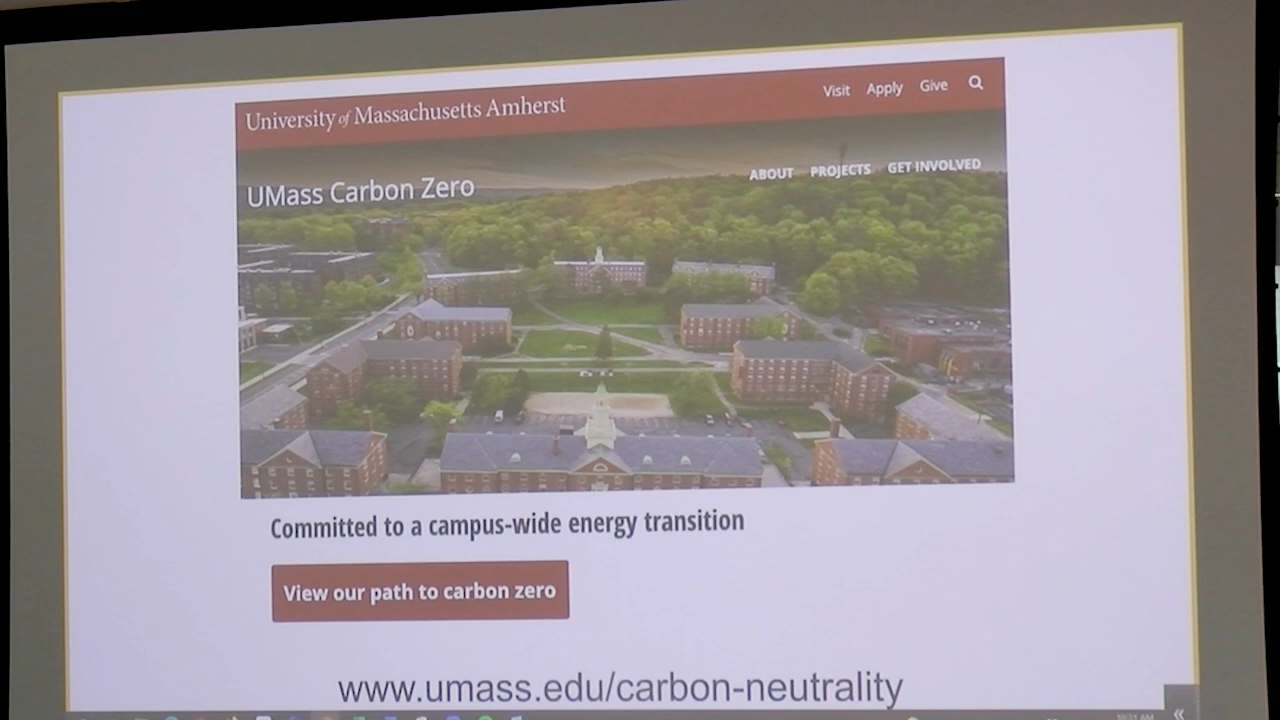 University of Massachusetts Amherst
Visit Apply Give
UMass Carbon Zero
ABOUT PROJECTS GET INVOLVED
Committed to a campus-wide energy transition
View our path to carbon zero
www.umass.edu/carbon-neutrality